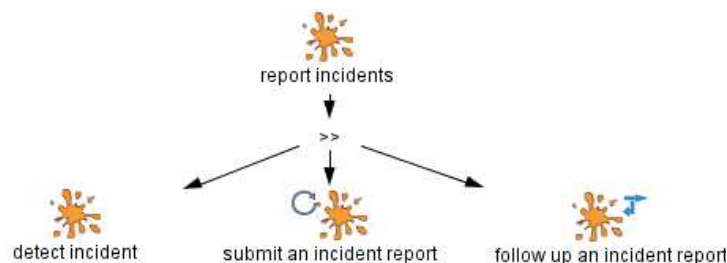 report incidents
>>
detect incident
submit an incident report
follow up an incident report